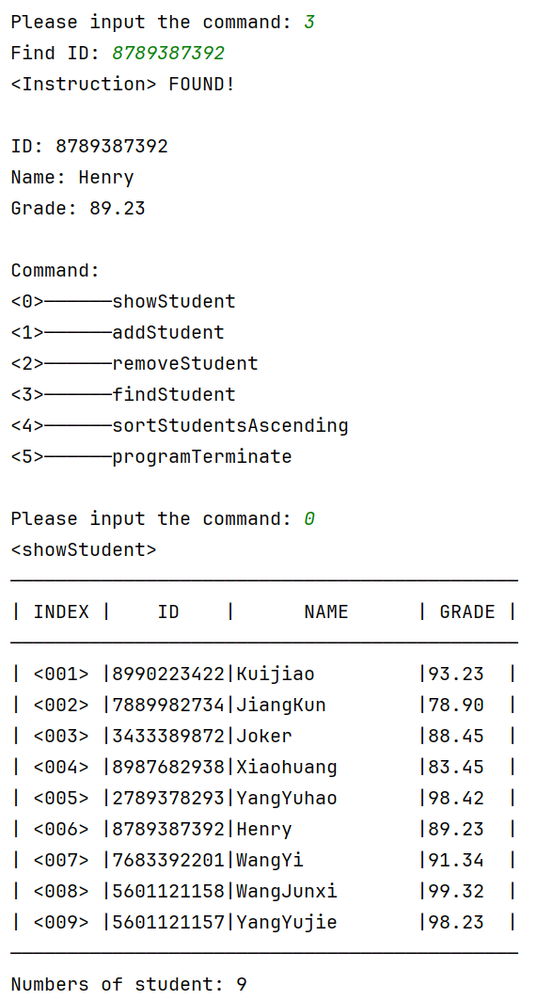 Please input the command: 3
Find ID: 8789387392
<Instruction> FOUND!
ID: 8789387392
Name: Henry
Grade: 89.23
Command:
<0>——————showStudent
<1>——————addStudent
<2>——————removeStudent
<3>——————findStudent
<4>——————sortStudentsAscending
<5>——————programTerminate
Please input the command: 0
<showStudent>
—————————————————————————————————————————————
| INDEX |    ID    |      NAME      | GRADE |
—————————————————————————————————————————————
| <001> |8990223422|Kuijiao         |93.23  |
| <002> |7889982734|JiangKun        |78.90  |
| <003> |3433389872|Joker           |88.45  |
| <004> |8987682938|Xiaohuang       |83.45  |
| <005> |2789378293|YangYuhao       |98.42  |
| <006> |8789387392|Henry           |89.23  |
| <007> |7683392201|WangYi          |91.34  |
| <008> |5601121158|WangJunxi       |99.32  |
| <009> |5601121157|YangYujie       |98.23  |
—————————————————————————————————————————————
Numbers of student: 9